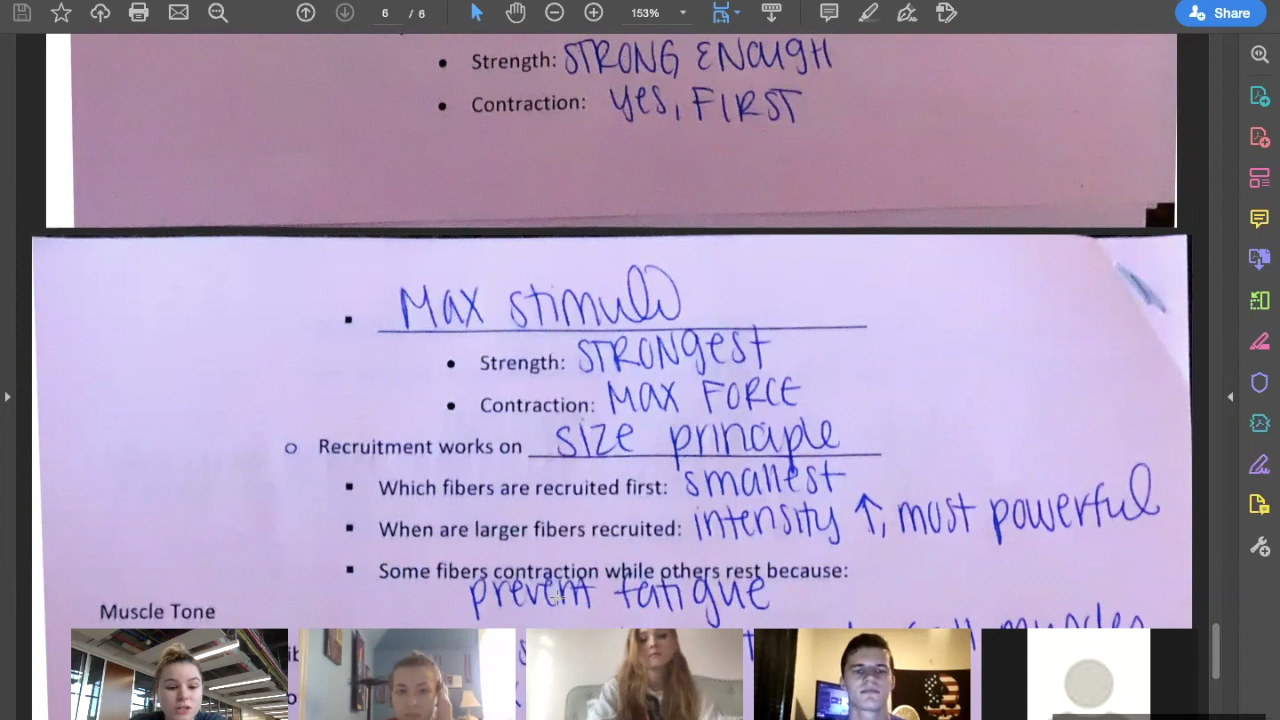 6 / 6
153%
Share
• Strength: STRONG ENOUGH
• Contraction: yes, FIRST
▪ Max stimuli
• Strength: STRONGEST
• Contraction: MAX FORCE
o Recruitment works on size principle
▪ Which fibers are recruited first: smallest
▪ When are larger fibers recruited: intensity ↑, most powerful
▪ Some fibers contraction while others rest because:
prevent fatigue
Muscle Tone
muscles